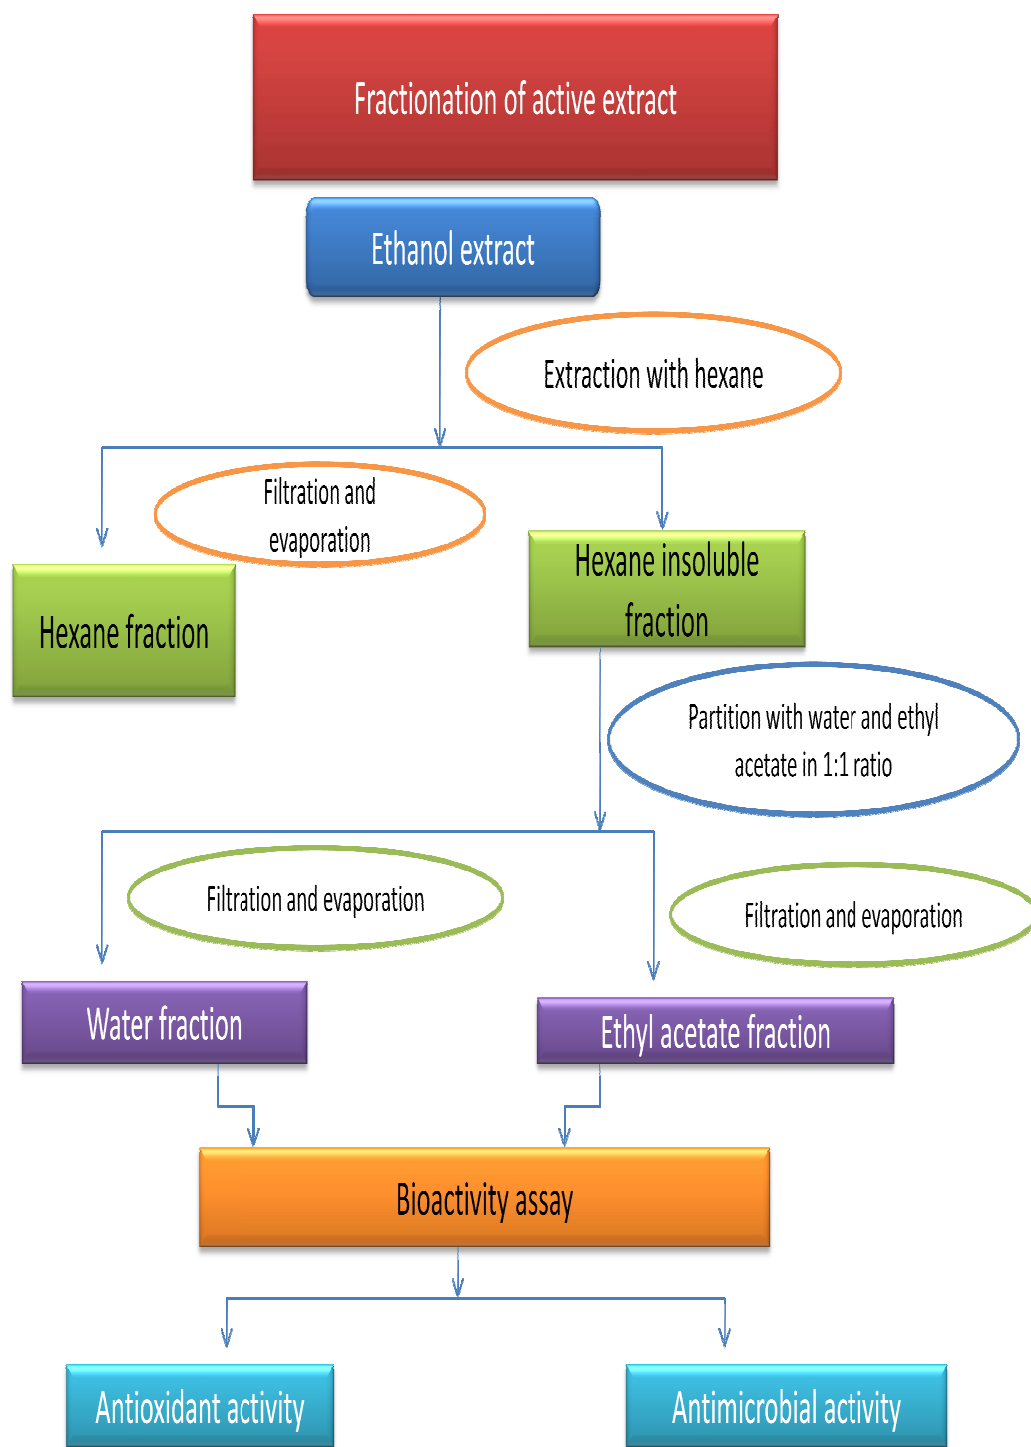 Fractionation of active extract
Ethanol extract
Extraction with hexane
Filtration and
evaporation
Hexane insoluble
fraction
Hexane fraction
Partition with water and ethyl
acetate in 1:1 ratio
Filtration and evaporation
Filtration and evaporation
Water fraction
Ethyl acetate fraction
Bioactivity assay
Antioxidant activity
Antimicrobial activity